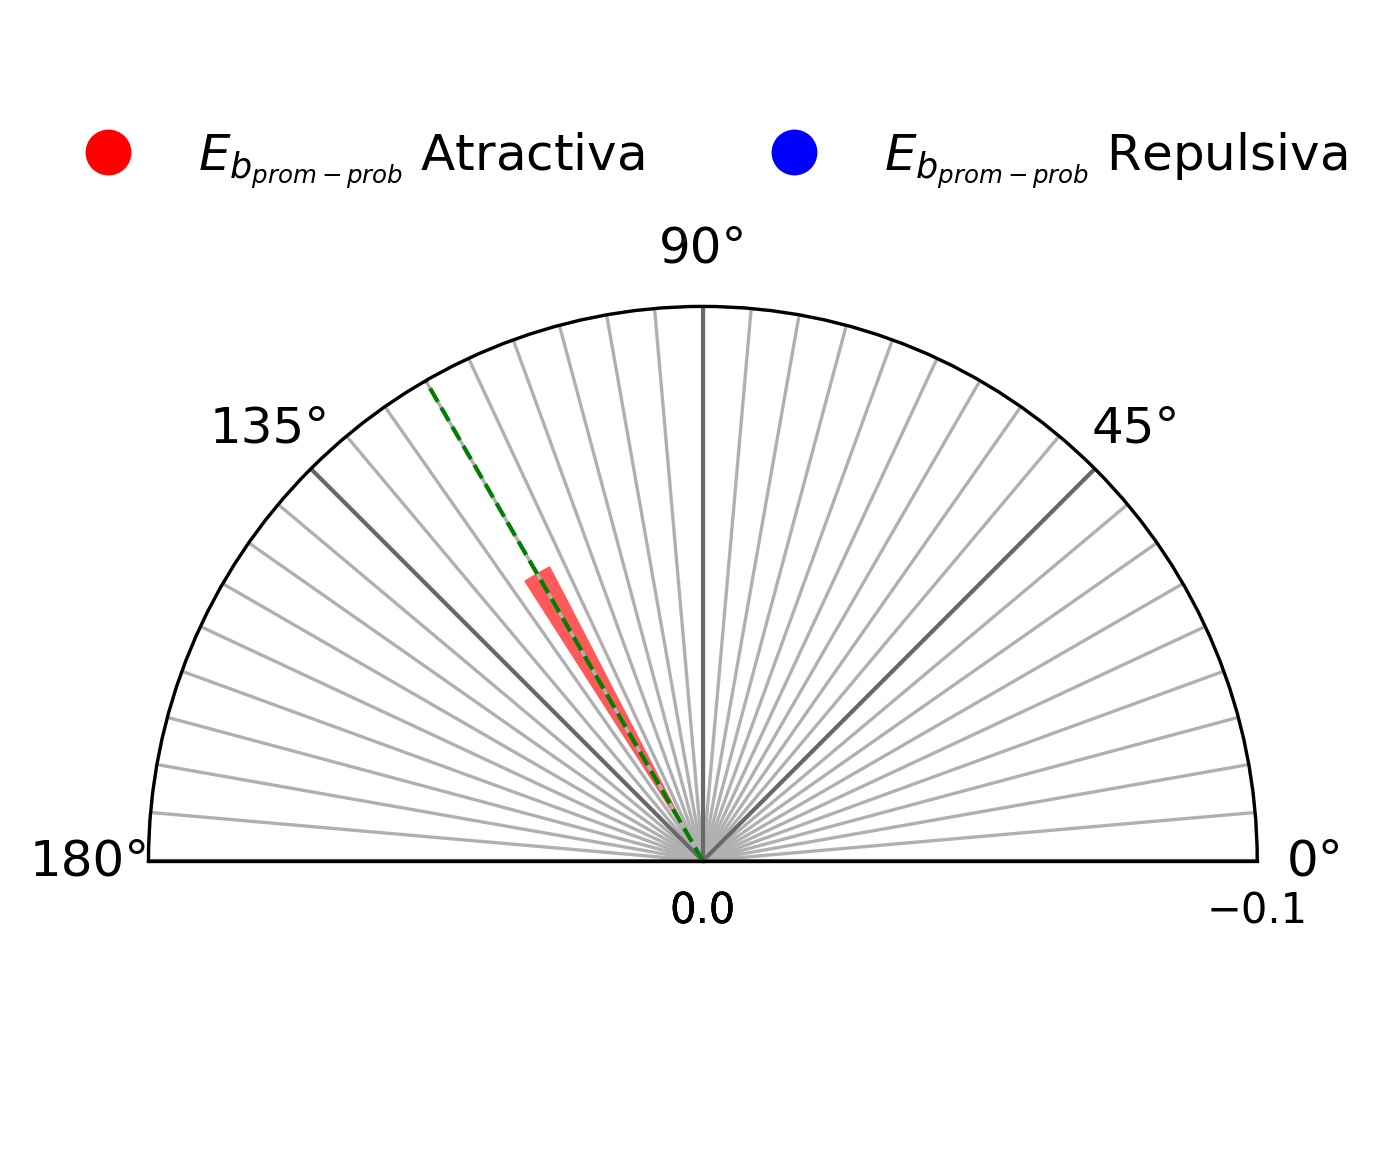 E_{b_{prom-prob}} Atractiva E_{b_{prom-prob}} Repulsiva
90°
135° 45°
180° 0°
0.0 −0.1